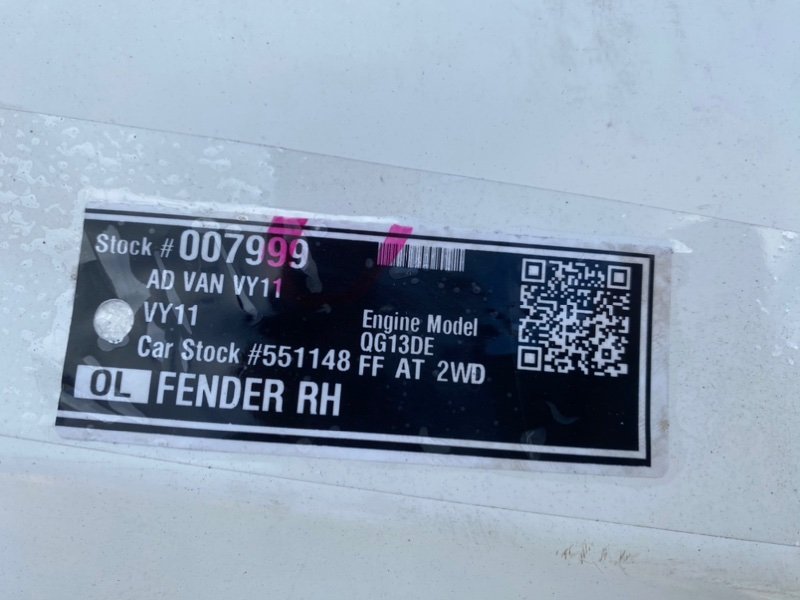 Stock # 007999
AD VAN VY11
VY11
Car Stock #551148
Engine Model
QG13DE
FF AT 2WD
OL FENDER RH